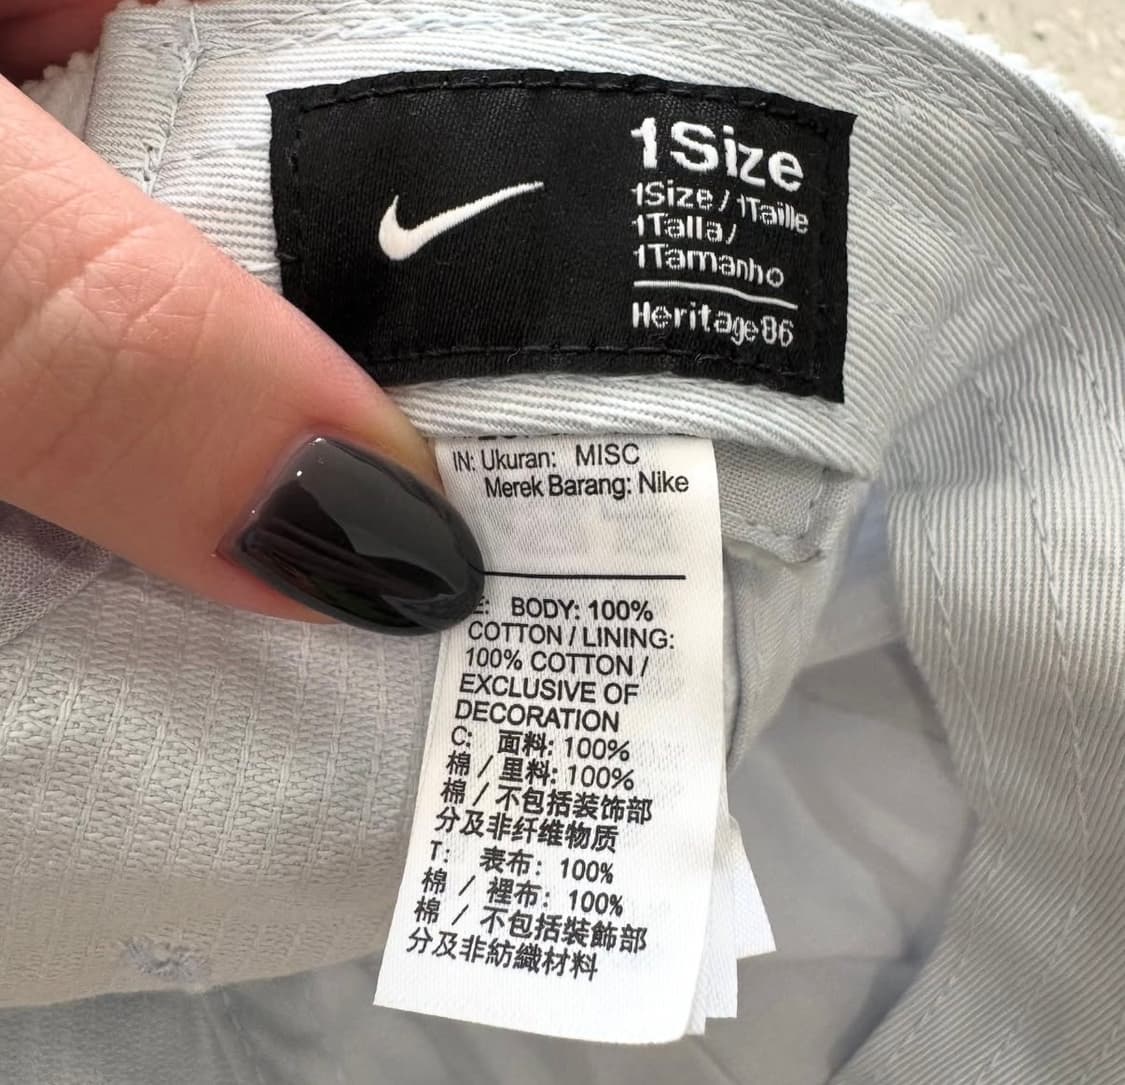 1Size
1Size / 1Taille
1Talla/
1Tamanho
Heritage86
IN: Ukuran: MISC
Merek Barang: Nike
E: BODY: 100%
COTTON / LINING:
100% COTTON /
EXCLUSIVE OF
DECORATION
C: 面料: 100%
棉 / 里料: 100%
棉 / 不包括装饰部
分及非纤维物质
T: 表布: 100%
棉 / 裡布: 100%
棉 / 不包括裝飾部
分及非紡織材料